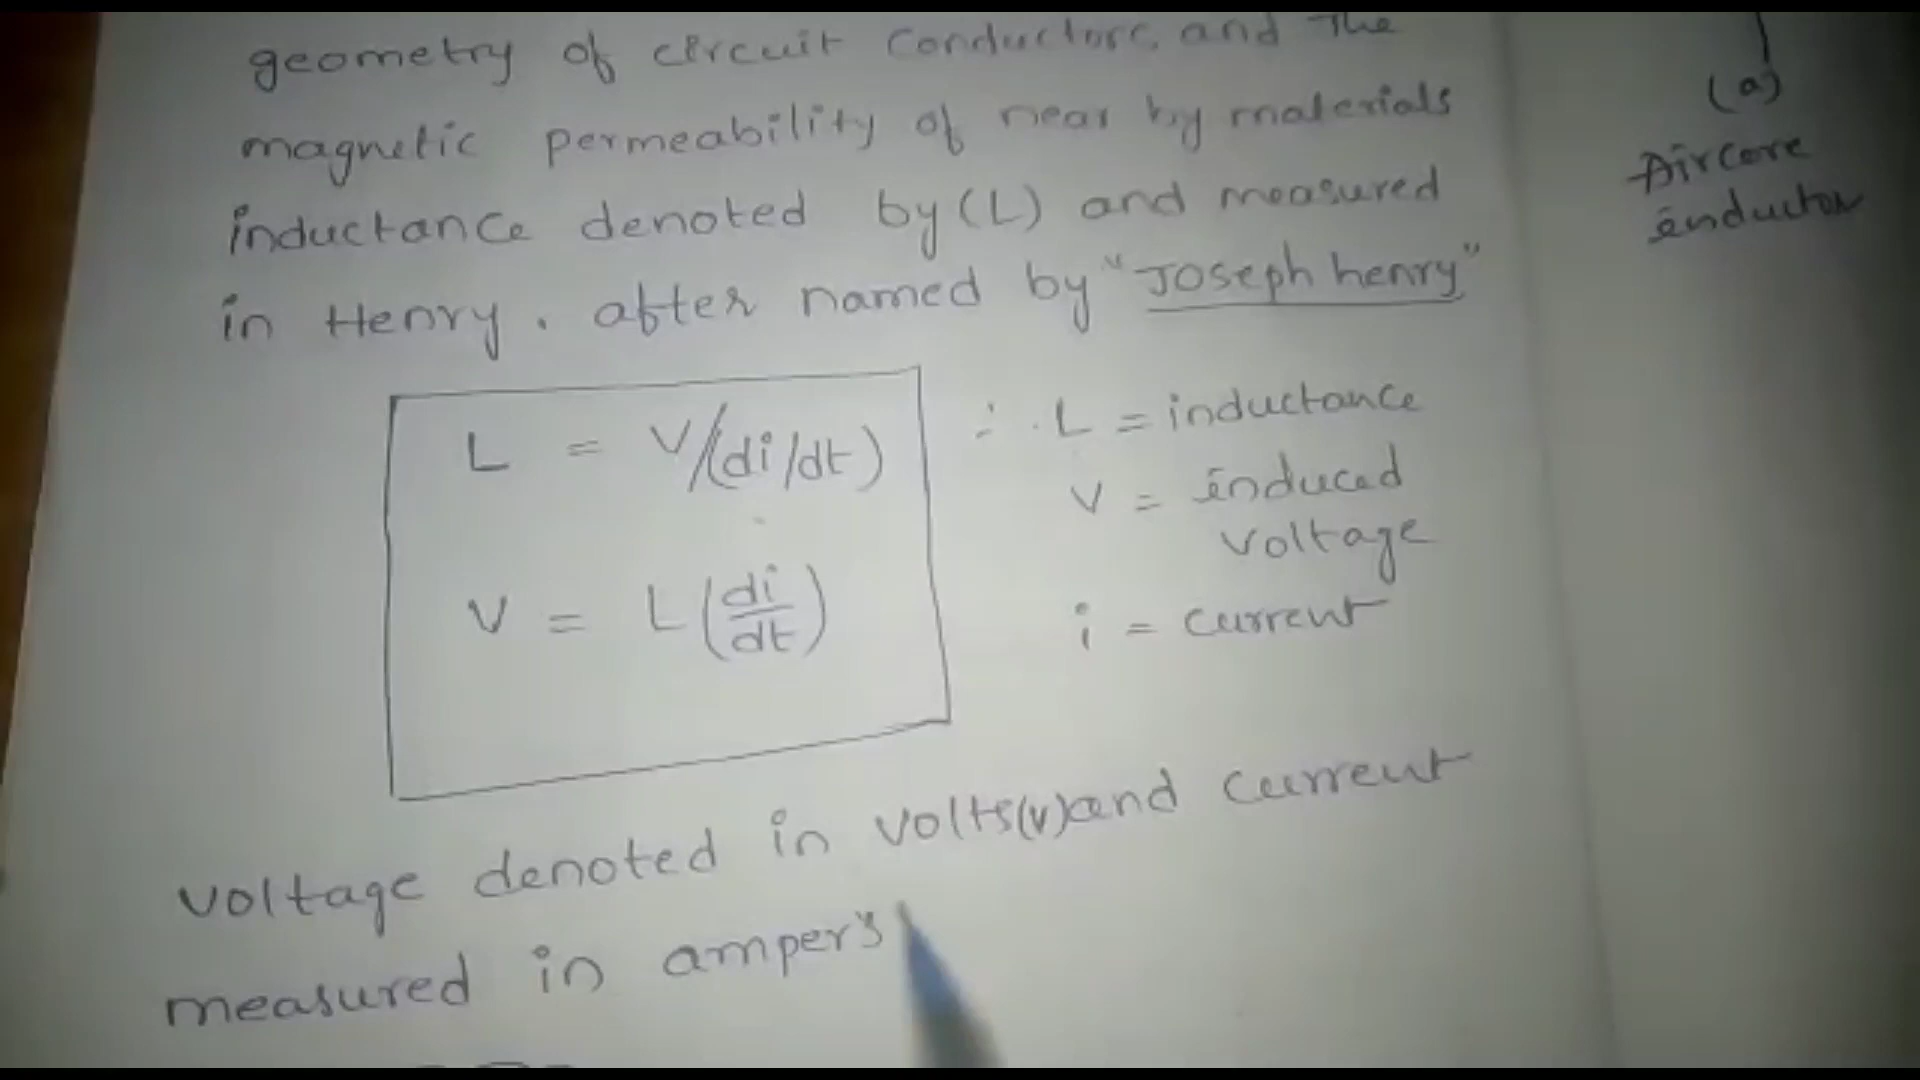 geometry of circuit conductors, and The
magnetic permeability of near by materials
inductance denoted by (L) and measured
in Henry. after named by "Joseph henry"
L = V/(di/dt)
∴ L = inductance
V = induced
voltage
V = L(di/dt)
i = current
voltage denoted in volts(v) and current
measured in amper's
(a)
Aircore
inductor